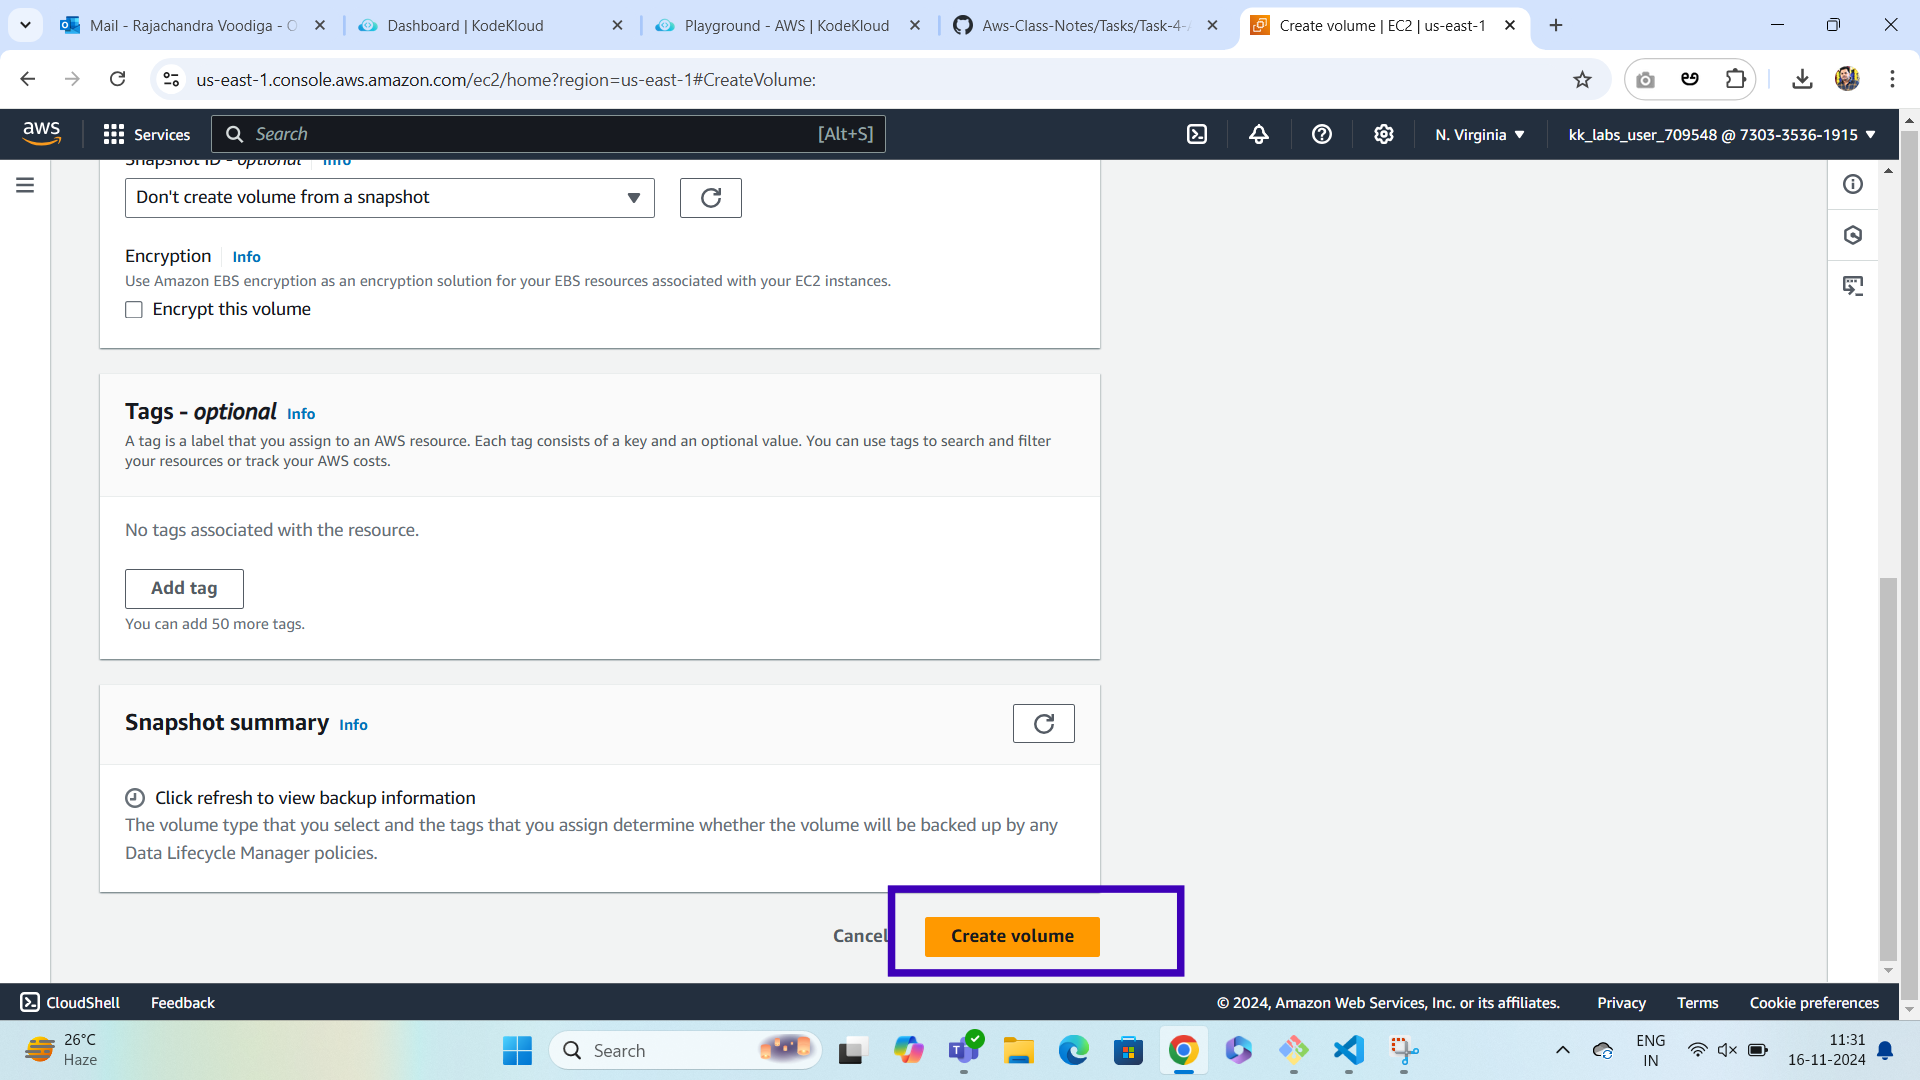 Mail - Rajachandra Voodiga - O
Dashboard | KodeKloud
Playground - AWS | KodeKloud
Aws-Class-Notes/Tasks/Task-4-
Create volume | EC2 | us-east-1
us-east-1.console.aws.amazon.com/ec2/home?region=us-east-1#CreateVolume:
aws
Services
Search
[Alt+S]
N. Virginia
kk_labs_user_709548 @ 7303-3536-1915
Snapshot ID - optional Info
Don't create volume from a snapshot
Encryption Info
Use Amazon EBS encryption as an encryption solution for your EBS resources associated with your EC2 instances.
Encrypt this volume
Tags - optional Info
A tag is a label that you assign to an AWS resource. Each tag consists of a key and an optional value. You can use tags to search and filter
your resources or track your AWS costs.
No tags associated with the resource.
Add tag
You can add 50 more tags.
Snapshot summary Info
Click refresh to view backup information
The volume type that you select and the tags that you assign determine whether the volume will be backed up by any
Data Lifecycle Manager policies.
Cancel
Create volume
CloudShell
Feedback
© 2024, Amazon Web Services, Inc. or its affiliates.
Privacy
Terms
Cookie preferences
26°C
Haze
Search
ENG
IN
11:31
16-11-2024